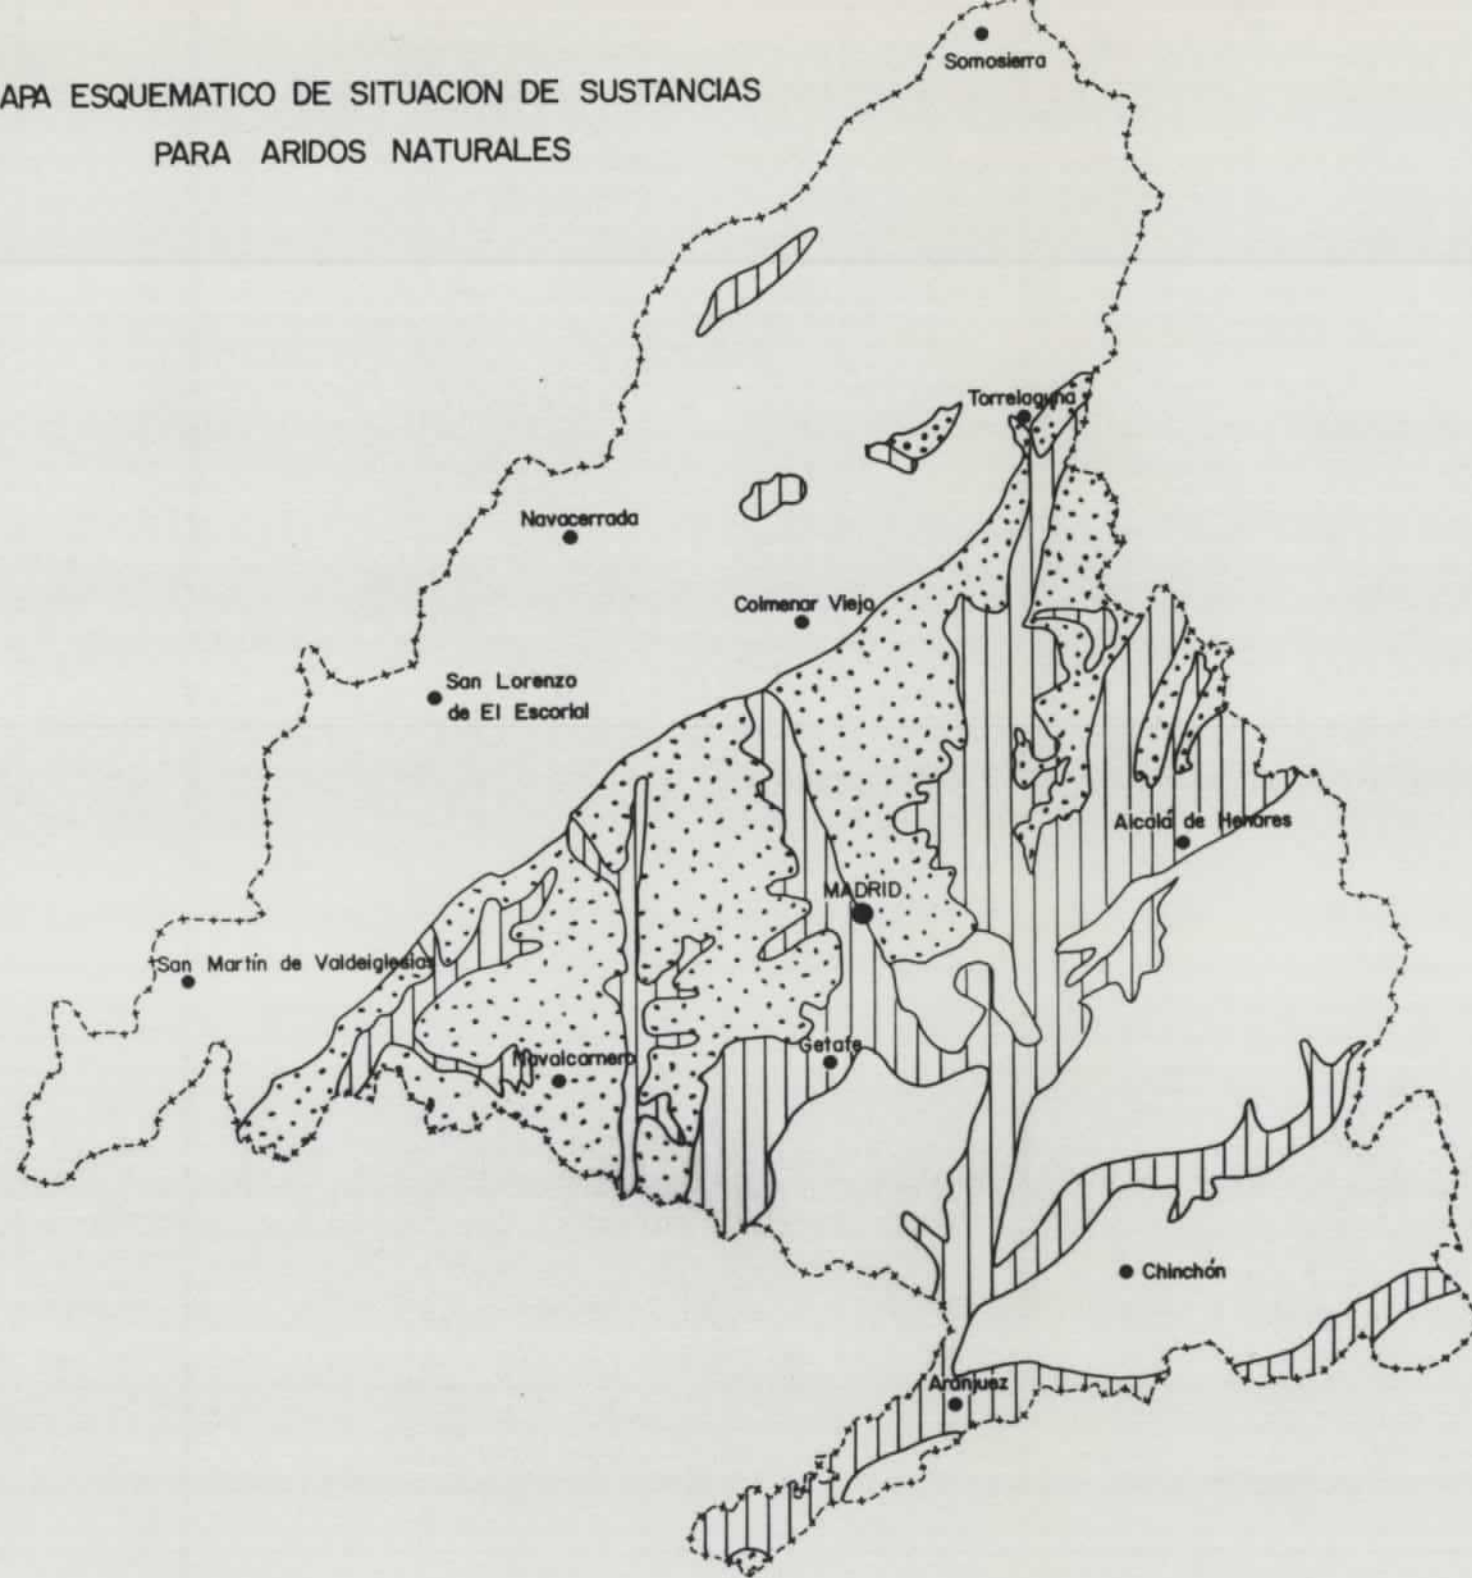 APA ESQUEMATICO DE SITUACION DE SUSTANCIAS
PARA ARIDOS NATURALES
Somosierra
Torrelaguna
Navacerrada
Colmenar Viejo
San Lorenzo
de El Escorial
Alcalá de Henares
MADRID
San Martín de Valdeiglesias
Getafe
Navalcarnero
Chinchón
Aranjuez